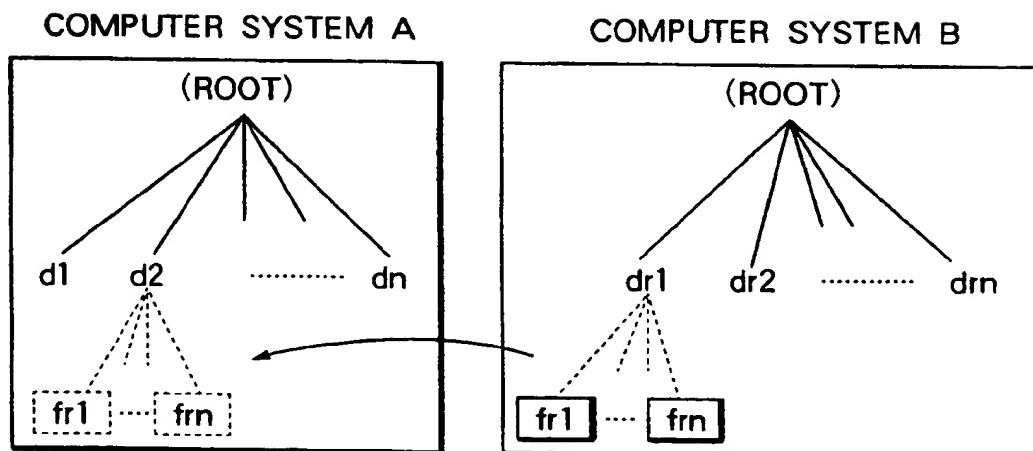 COMPUTER SYSTEM A COMPUTER SYSTEM B
(ROOT) (ROOT)
d1 d2 ......... dn dr1 dr2 ......... drn
fr1 .... frn fr1 .... frn